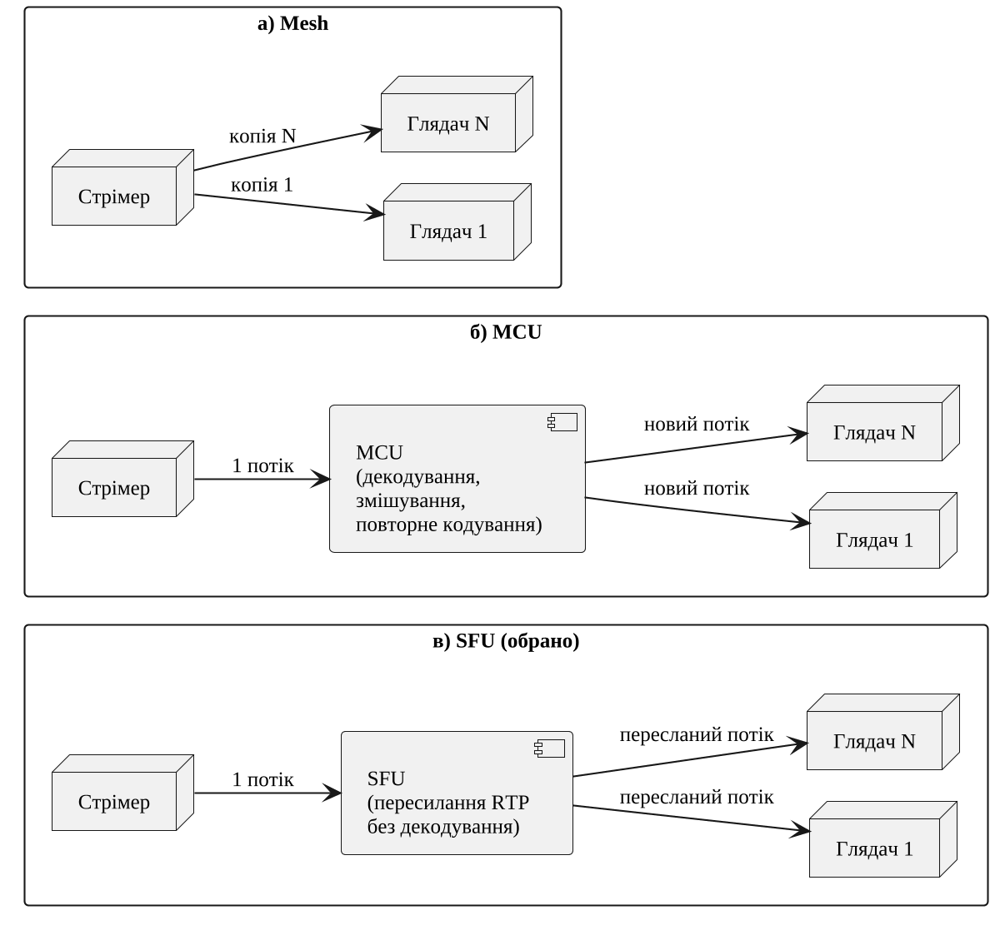 а) Mesh
Глядач N
копія N
копія 1
Стрімер
Глядач 1
б) MCU
новий потік
Глядач N
MCU
1 потік
(декодування,
новий потік
Стрімер
змішування,
повторне кодування)
Глядач 1
в) SFU (обрано)
пересланий потік
Глядач N
1 потік
SFU
пересланий потік
Стрімер
(пересилання RTP
без декодування)
Глядач 1